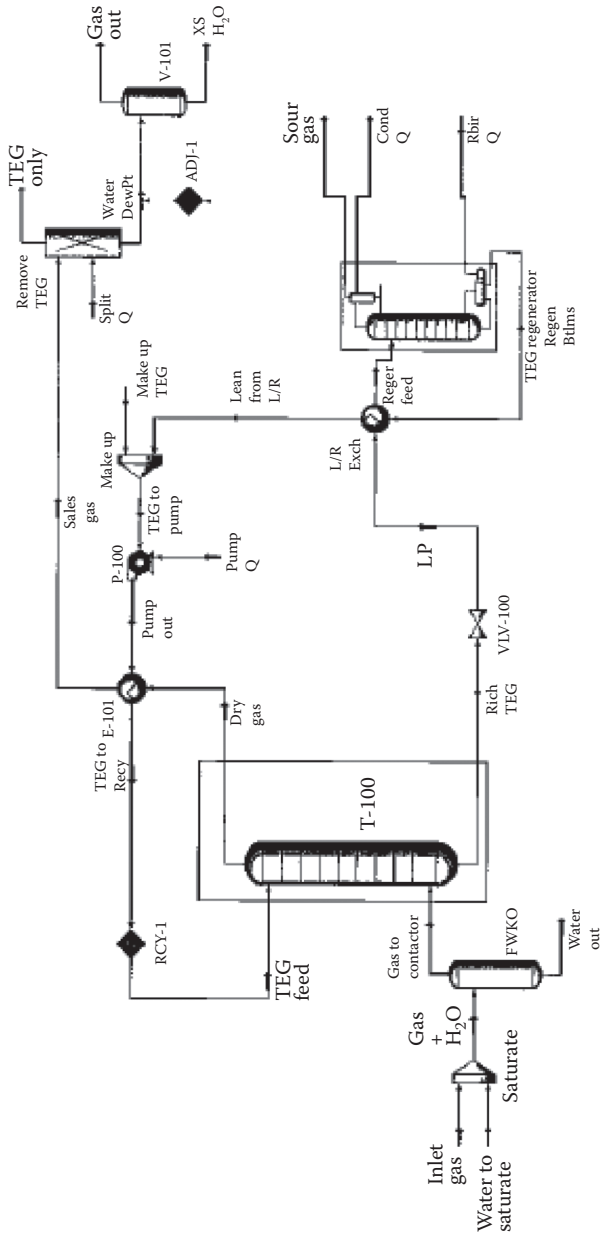 Inlet
gas
Water to
saturate
Saturate
Gas
+
H2O
FWKO
Water
out
Gas to
contactor
TEG
feed
T-100
Dry
gas
RCY-1
TEG to
Recy
E-101
Pump
out
P-100
Pump
Q
TEG to
pump
Make up
Make up
TEG
Sales
gas
Lean
from
L/R
Rich
TEG
VLV-100
LP
L/R
Exch
Reger
feed
TEG regenerator
Regen
Btlms
Sour
gas
Cond
Q
Rbir
Q
Remove
TEG
Split
Q
TEG
only
Water
DewPt
ADJ-1
V-101
Gas
out
XS
H2O